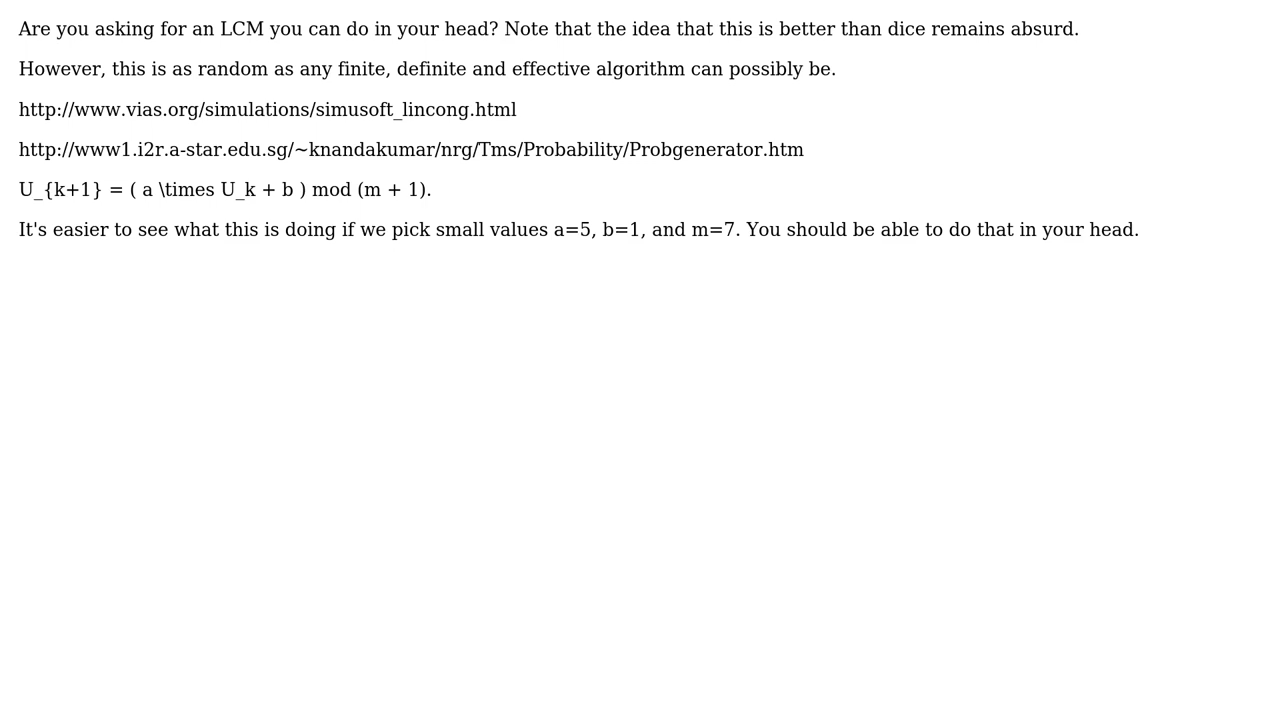 Are you asking for an LCM you can do in your head? Note that the idea that this is better than dice remains absurd.
However, this is as random as any finite, definite and effective algorithm can possibly be.
http://www.vias.org/simulations/simusoft_lincong.html
http://www1.i2r.a-star.edu.sg/~knandakumar/nrg/Tms/Probability/Probgenerator.htm
U_{k+1} = ( a \times U_k + b ) mod (m + 1).
It's easier to see what this is doing if we pick small values a=5, b=1, and m=7. You should be able to do that in your head.